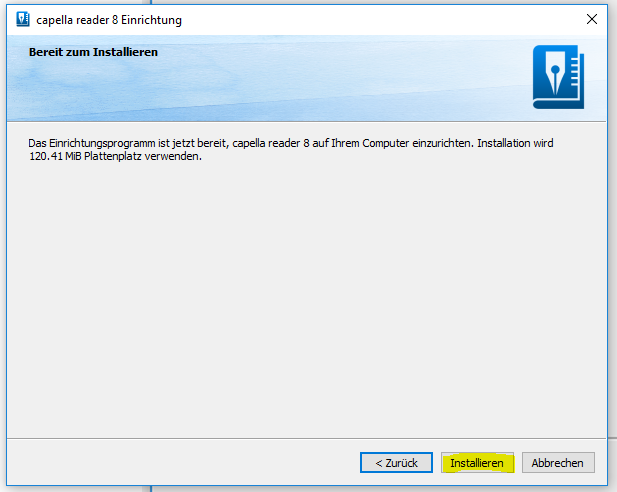 capella reader 8 Einrichtung
Bereit zum Installieren
Das Einrichtungsprogramm ist jetzt bereit, capella reader 8 auf Ihrem Computer einzurichten. Installation wird
120.41 MiB Plattenplatz verwenden.
< Zurück Installieren Abbrechen